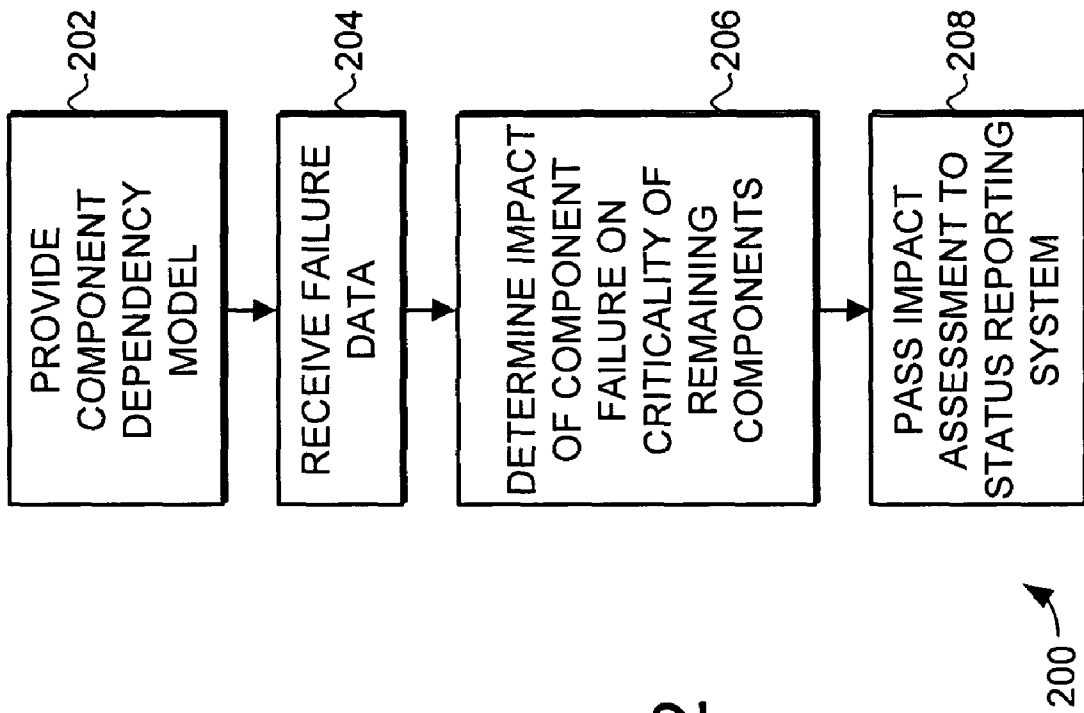 PROVIDE
COMPONENT
DEPENDENCY
MODEL
202
RECEIVE FAILURE
DATA
204
DETERMINE IMPACT
OF COMPONENT
FAILURE ON
CRITICALITY OF
REMAINING
COMPONENTS
206
PASS IMPACT
ASSESSMENT TO
STATUS REPORTING
SYSTEM
208
200